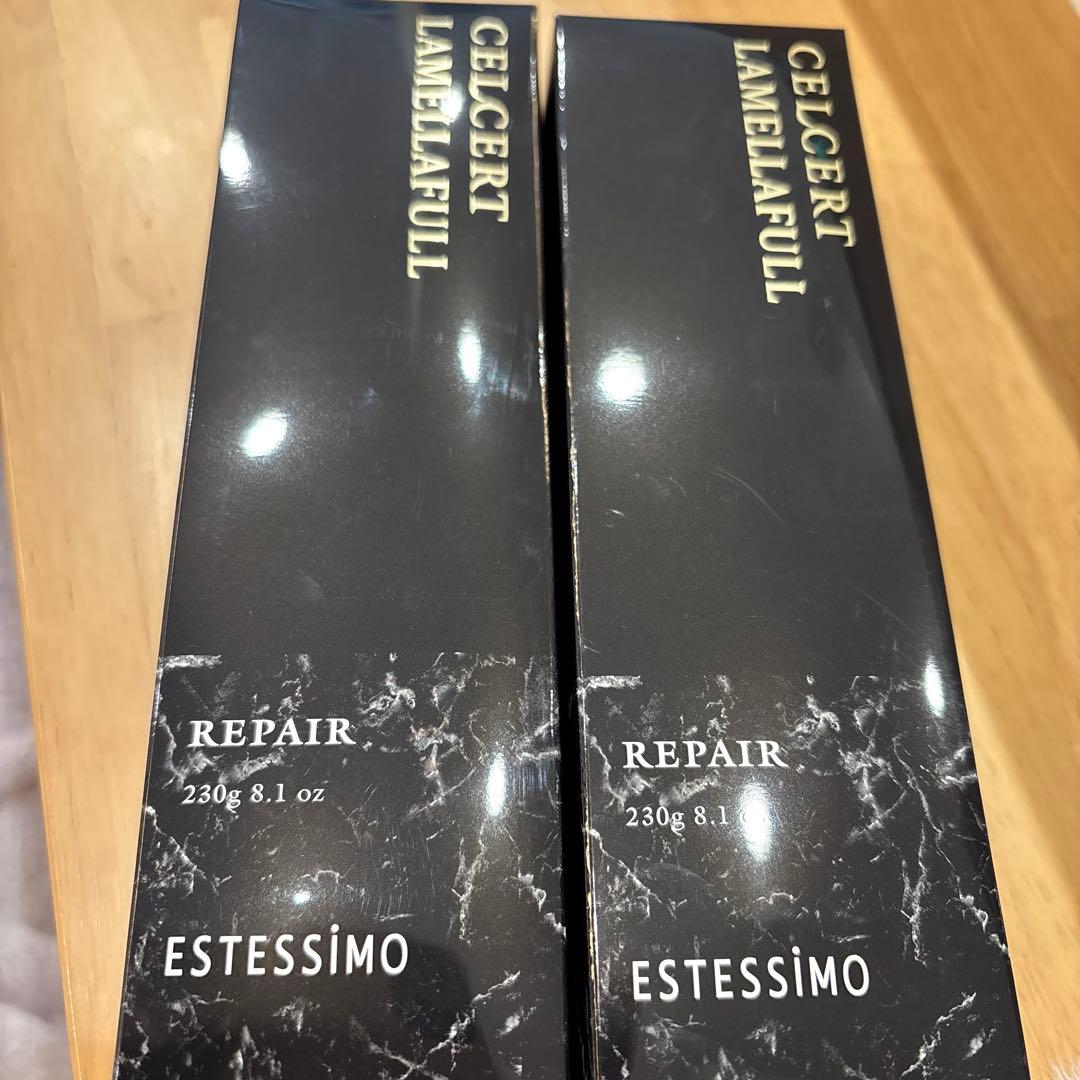 CELCERT
LAMELLAFULL
REPAIR
230g 8.1 oz
ESTESSiMO
CELCERT
LAMELLAFULL
REPAIR
230g 8.1
ESTESSiMO